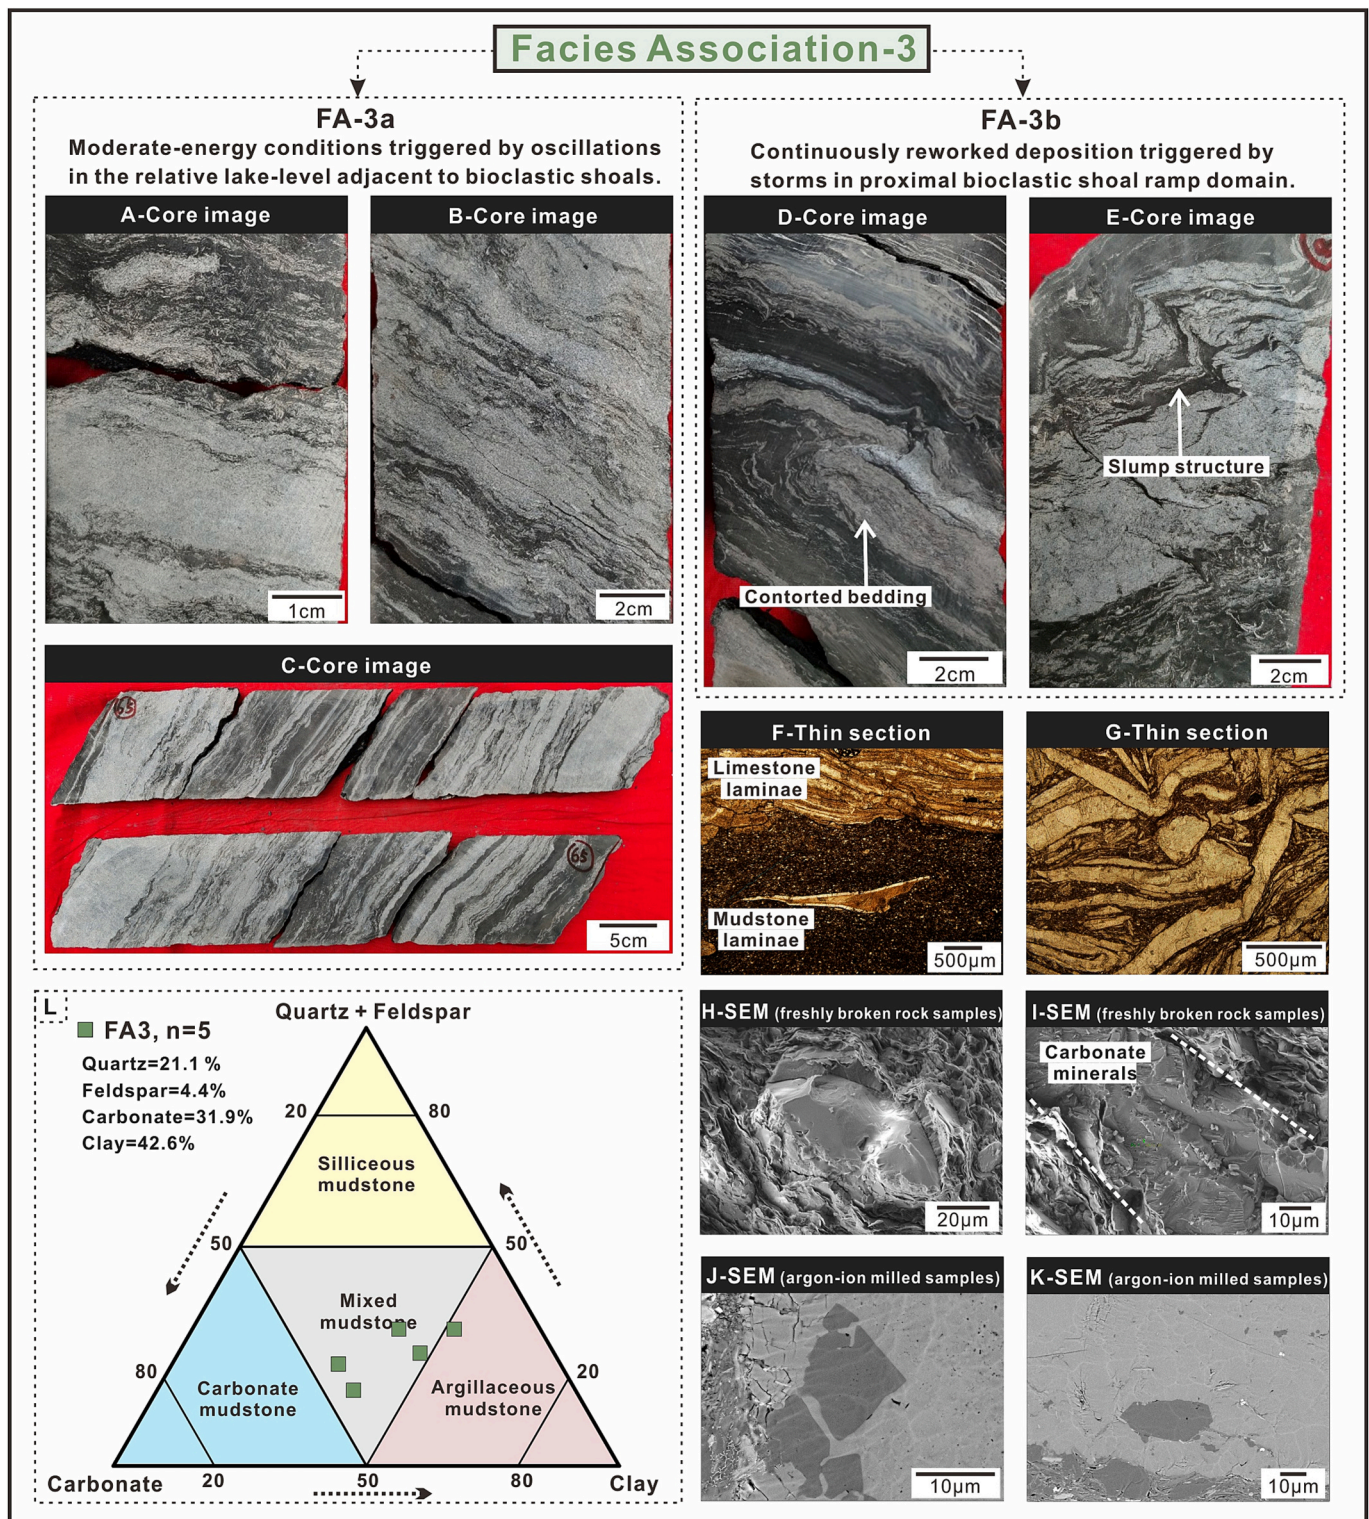 Facies Association-3
FA-3a
Moderate-energy conditions triggered by oscillations
in the relative lake-level adjacent to bioclastic shoals.
A-Core image
1cm
B-Core image
2cm
C-Core image
65
65
5cm
FA-3b
Continuously reworked deposition triggered by
storms in proximal bioclastic shoal ramp domain.
D-Core image
Contorted bedding
2cm
E-Core image
Slump structure
2cm
F-Thin section
Limestone
laminae
Mudstone
laminae
500μm
G-Thin section
500μm
H-SEM (freshly broken rock samples)
20μm
I-SEM (freshly broken rock samples)
Carbonate
minerals
10μm
J-SEM (argon-ion milled samples)
10μm
K-SEM (argon-ion milled samples)
10μm
L
FA3, n=5
Quartz=21.1 %
Feldspar=4.4%
Carbonate=31.9%
Clay=42.6%
Quartz + Feldspar
20
80
Silliceous
mudstone
50
50
Mixed
mudstone
80
20
Carbonate
mudstone
Argillaceous
mudstone
Carbonate
20
50
80
Clay